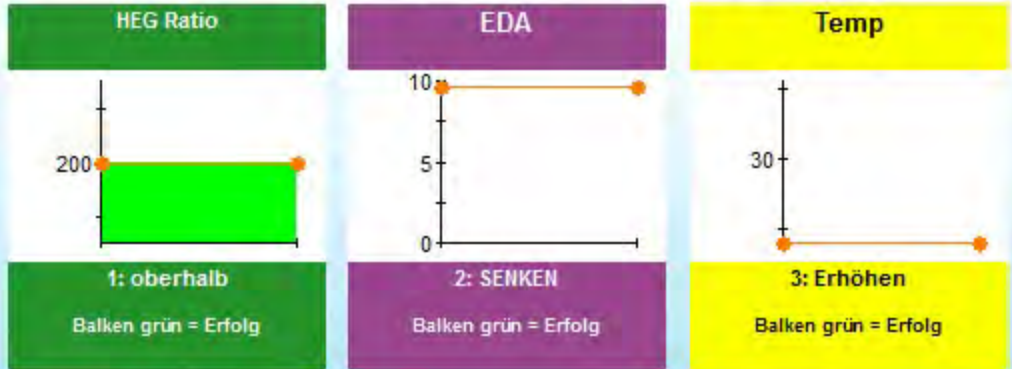 HEG Ratio
200
1: oberhalb
Balken grün = Erfolg
EDA
10
5
0
2: SENKEN
Balken grün = Erfolg
Temp
30
3: Erhöhen
Balken grün = Erfolg